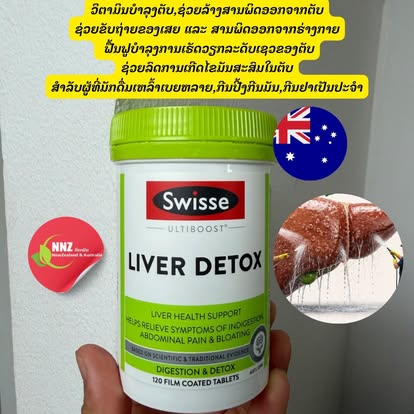 ວິຕາມິນບຳລຸງຕັບ,ຊ່ວຍລ້າງສານພິດອອກຈາກຕັບ
ຊ່ວຍຂັບຖ່າຍຂອງເສຍ ແລະ ສານພິດອອກຈາກຮ່າງກາຍ
ຟື້ນຟູບຳລຸງການເຮັດວຽກລະດັບເຊວຂອງຕັບ
ຊ່ວຍລົດການເກີດໄຂມັນສະສົມໃນຕັບ
ສຳລັບຜູ້ທີ່ມັກດື່ມເຫລົ້າເບຍຫລາຍ,ກິນປີ້ງກິນມັນ,ກິນຢາເປັນປະຈຳ
Swisse
ULTIBOOST®
LIVER DETOX
LIVER HEALTH SUPPORT
HELPS RELIEVE SYMPTOMS OF INDIGESTION,
ABDOMINAL PAIN & BLOATING
BASED ON SCIENTIFIC & TRADITIONAL EVIDENCE
DIGESTION & DETOX
120 FILM COATED TABLETS
NNZ
NewZealand & Australia